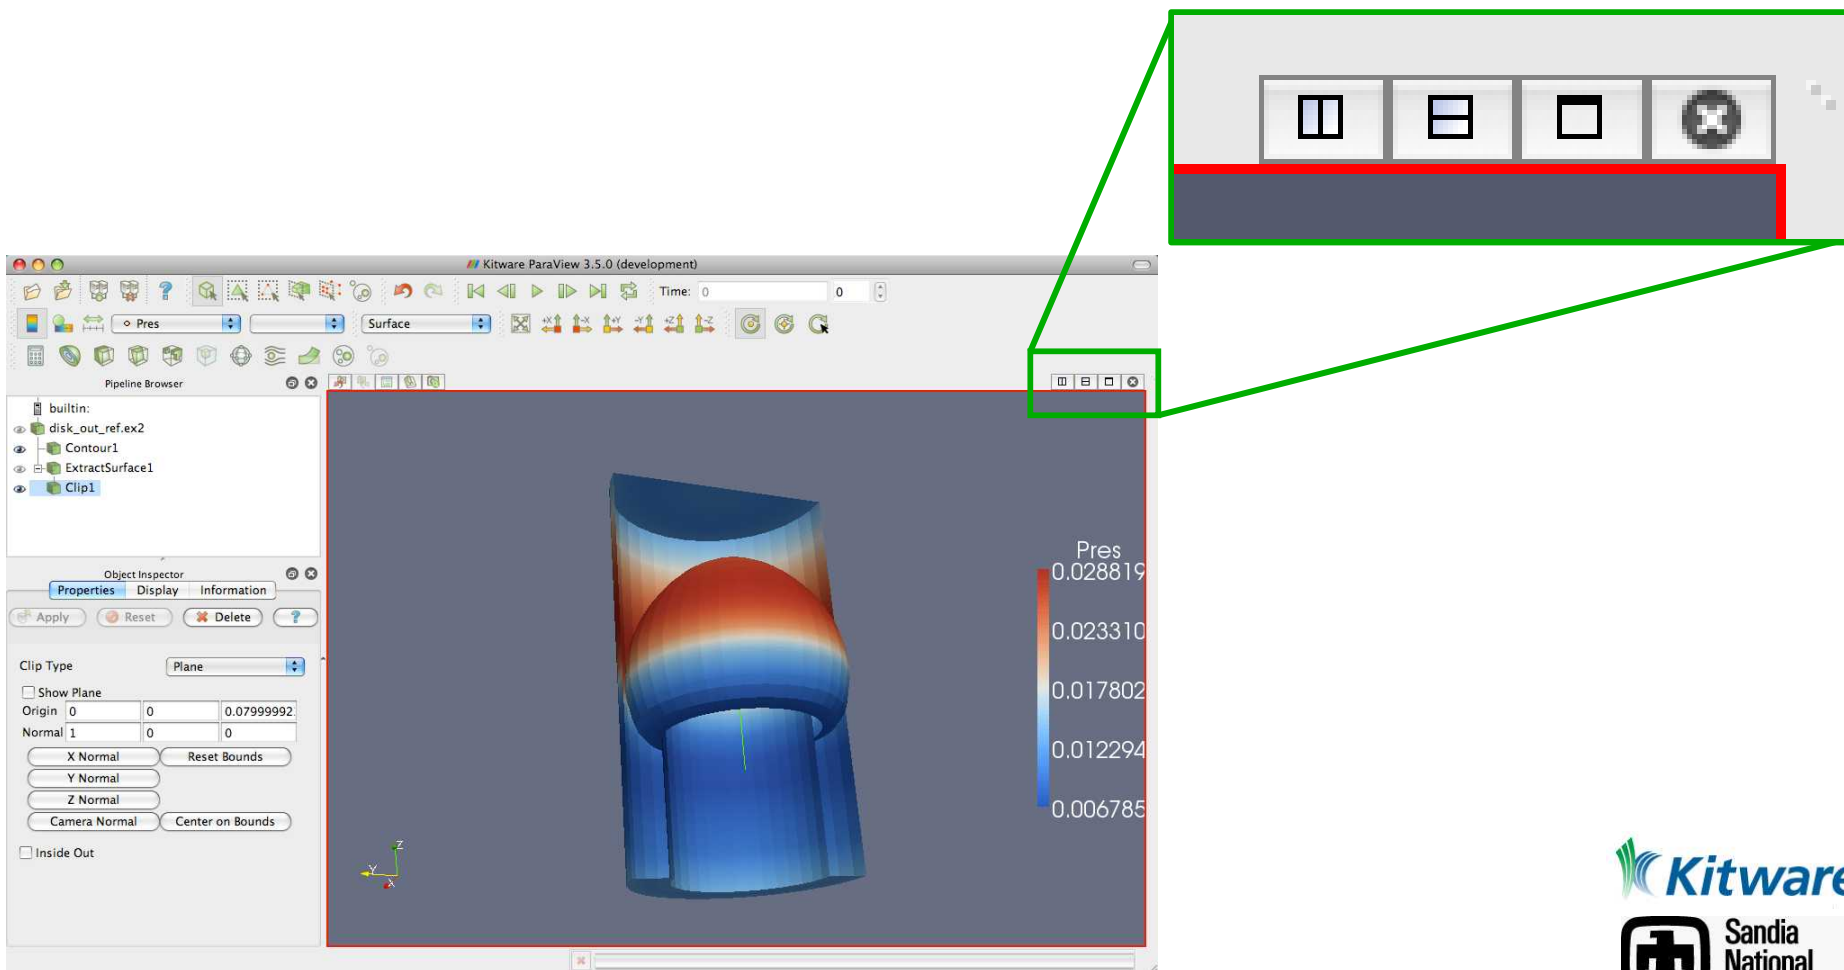 Kitware ParaView 3.5.0 (development)
Time: 0
0
Pres
Surface
+X -X +Y -Y +Z -Z
Pipeline Browser
builtin:
disk_out_ref.ex2
Contour1
ExtractSurface1
Clip1
Object Inspector
Properties Display Information
Apply Reset Delete ?
Clip Type Plane
Show Plane
Origin 0 0 0.07999992
Normal 1 0 0
X Normal Reset Bounds
Y Normal
Z Normal
Camera Normal Center on Bounds
Inside Out
Pres
0.028819
0.023310
0.017802
0.012294
0.006785
Z
Y
X
Kitware
Sandia
National